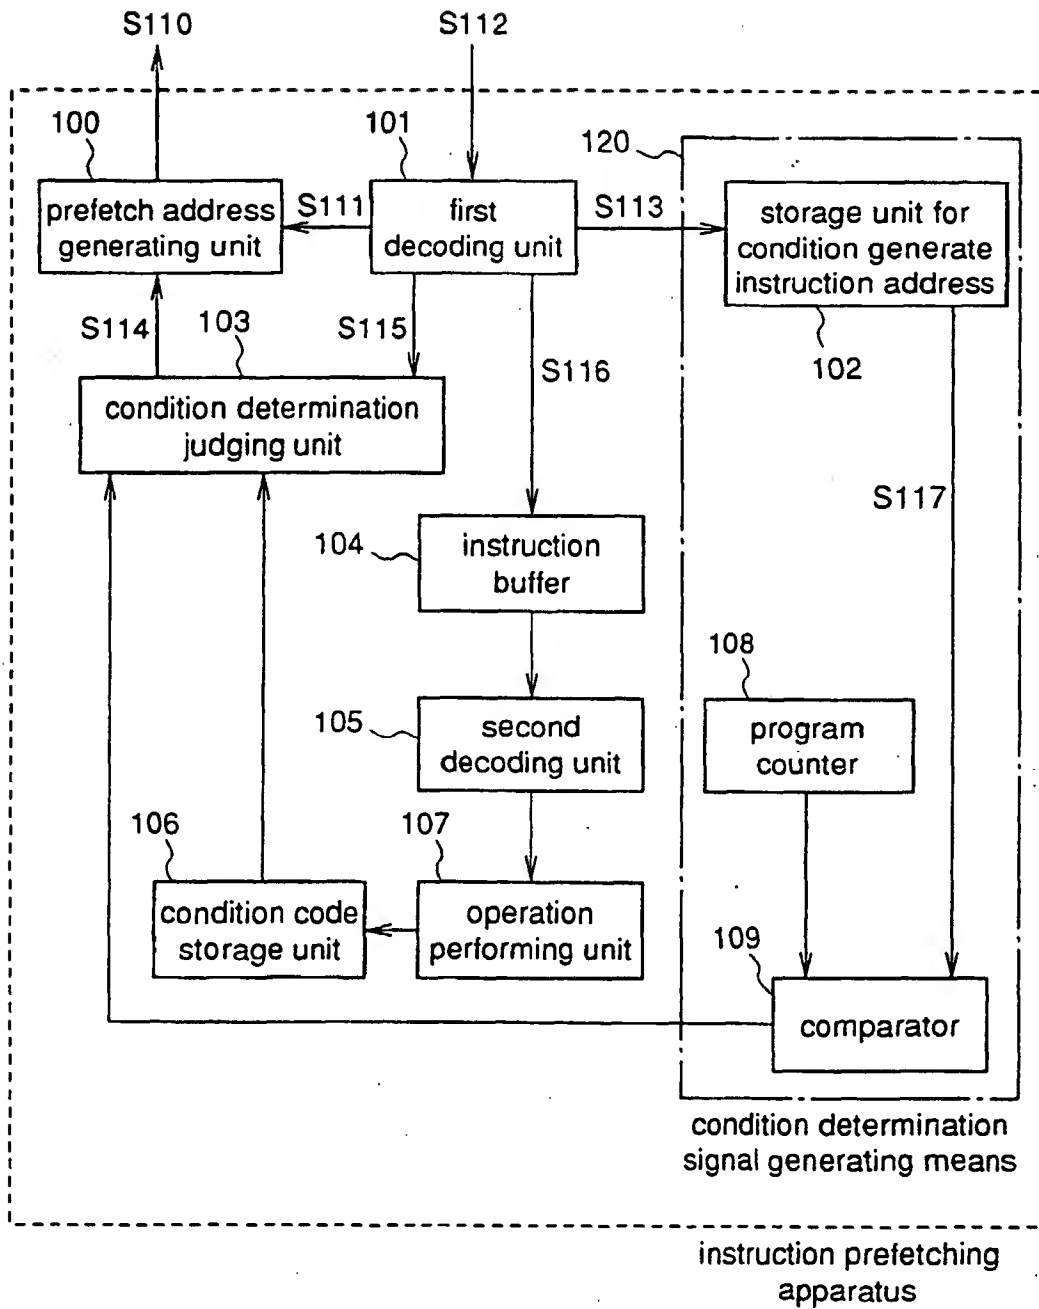 S110
S112
100
101
120
prefetch address
generating unit
S111
first
decoding unit
S113
storage unit for
condition generate
instruction address
S114
103
S115
S116
102
condition determination
judging unit
S117
104
instruction
buffer
108
105
second
decoding unit
program
counter
106
107
condition code
storage unit
operation
performing unit
109
comparator
condition determination
signal generating means
instruction prefetching
apparatus